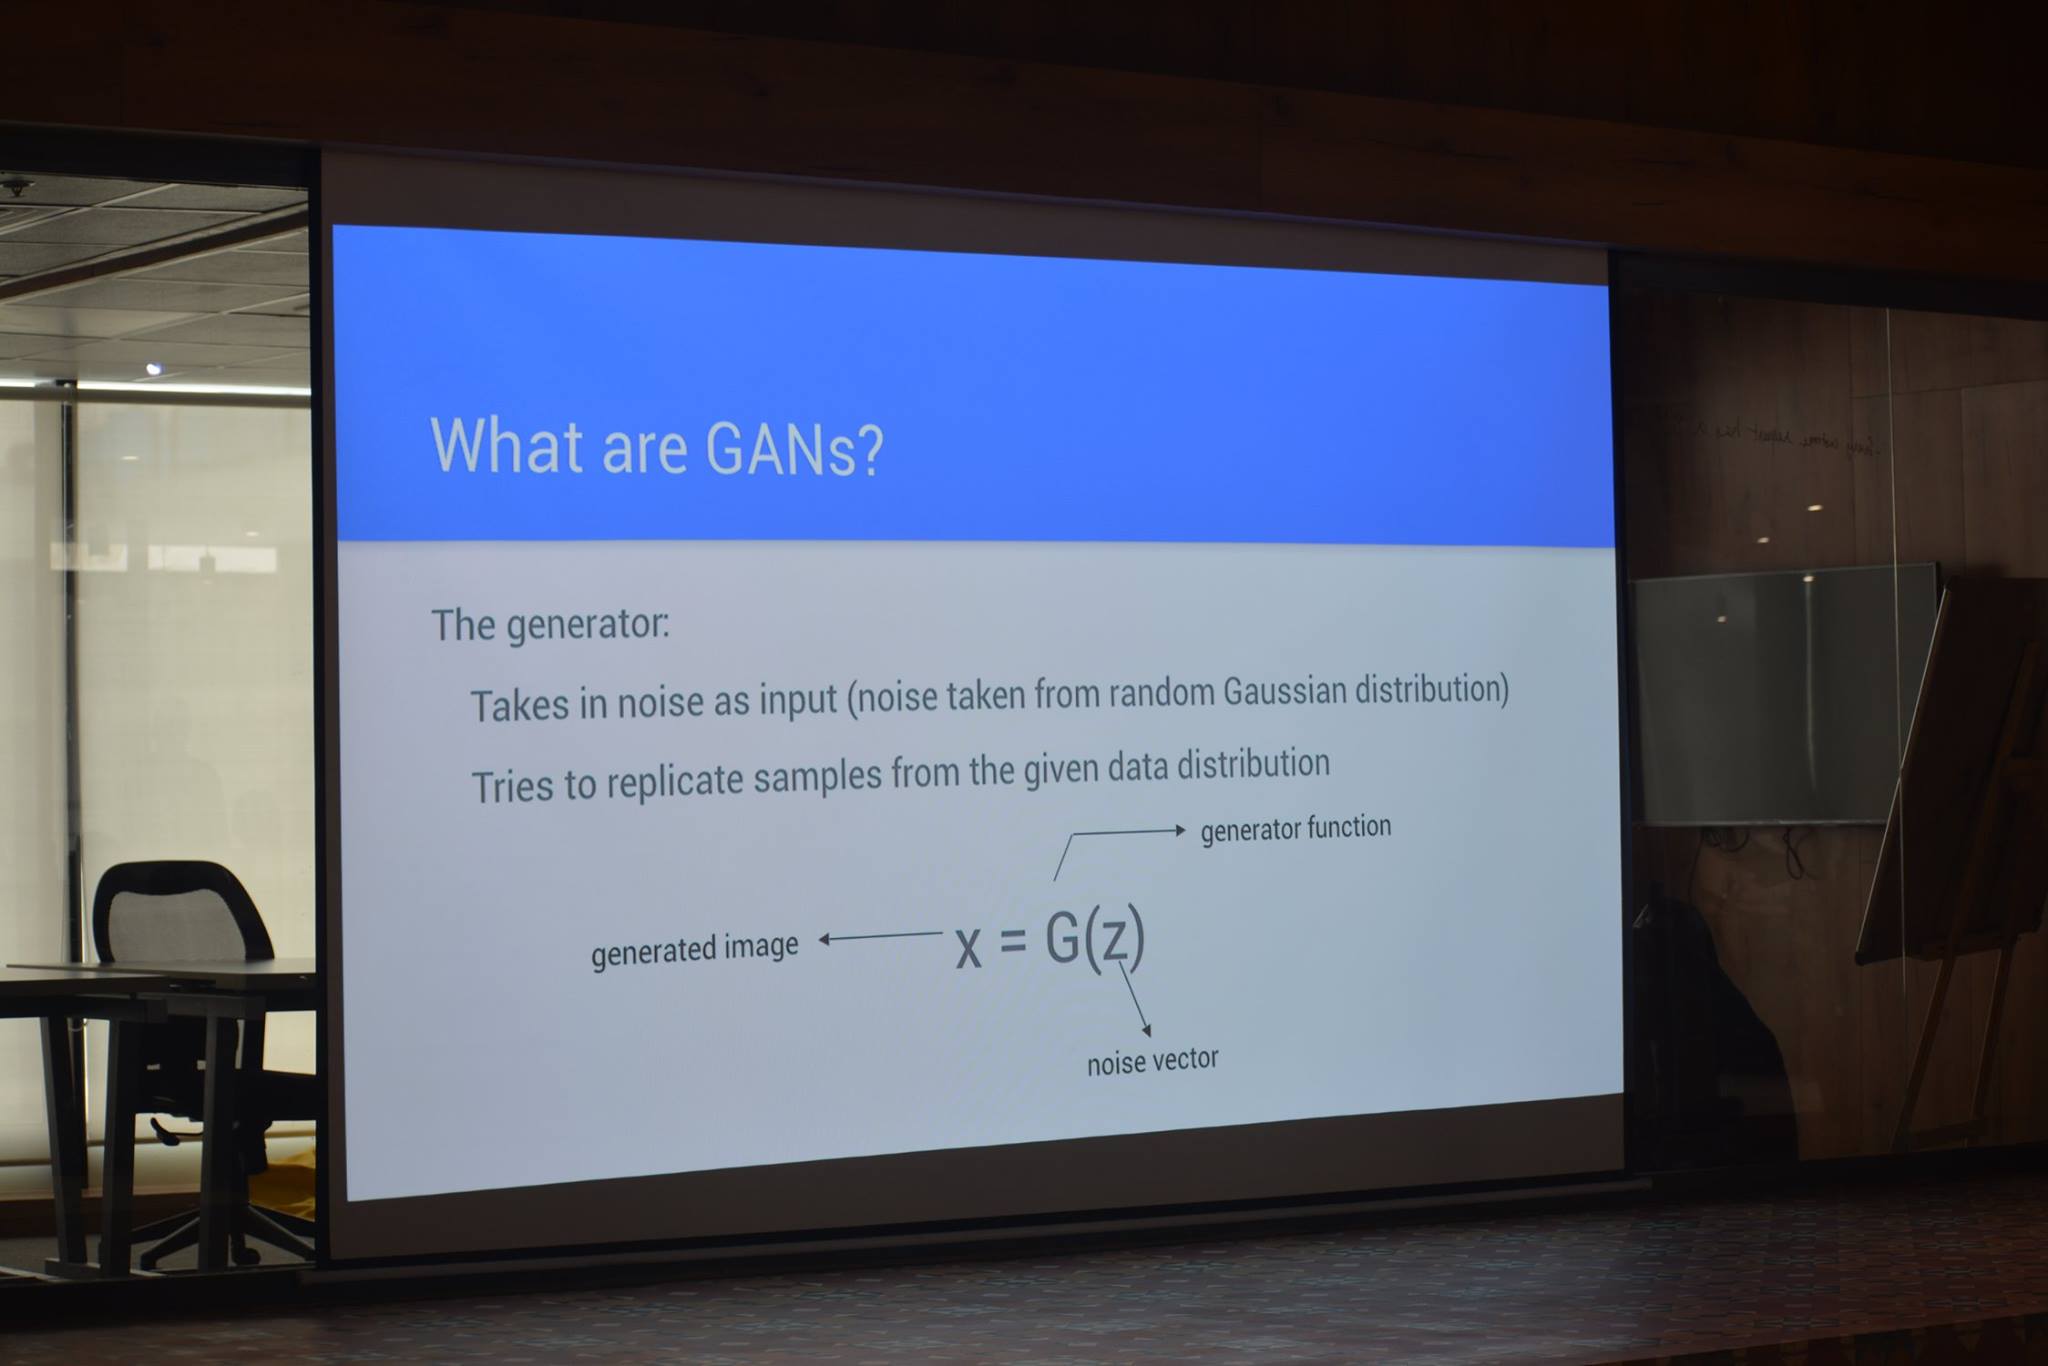 What are GANs?
The generator:
Takes in noise as input (noise taken from random Gaussian distribution)
Tries to replicate samples from the given data distribution
generator function
generated image
x = G(z)
noise vector